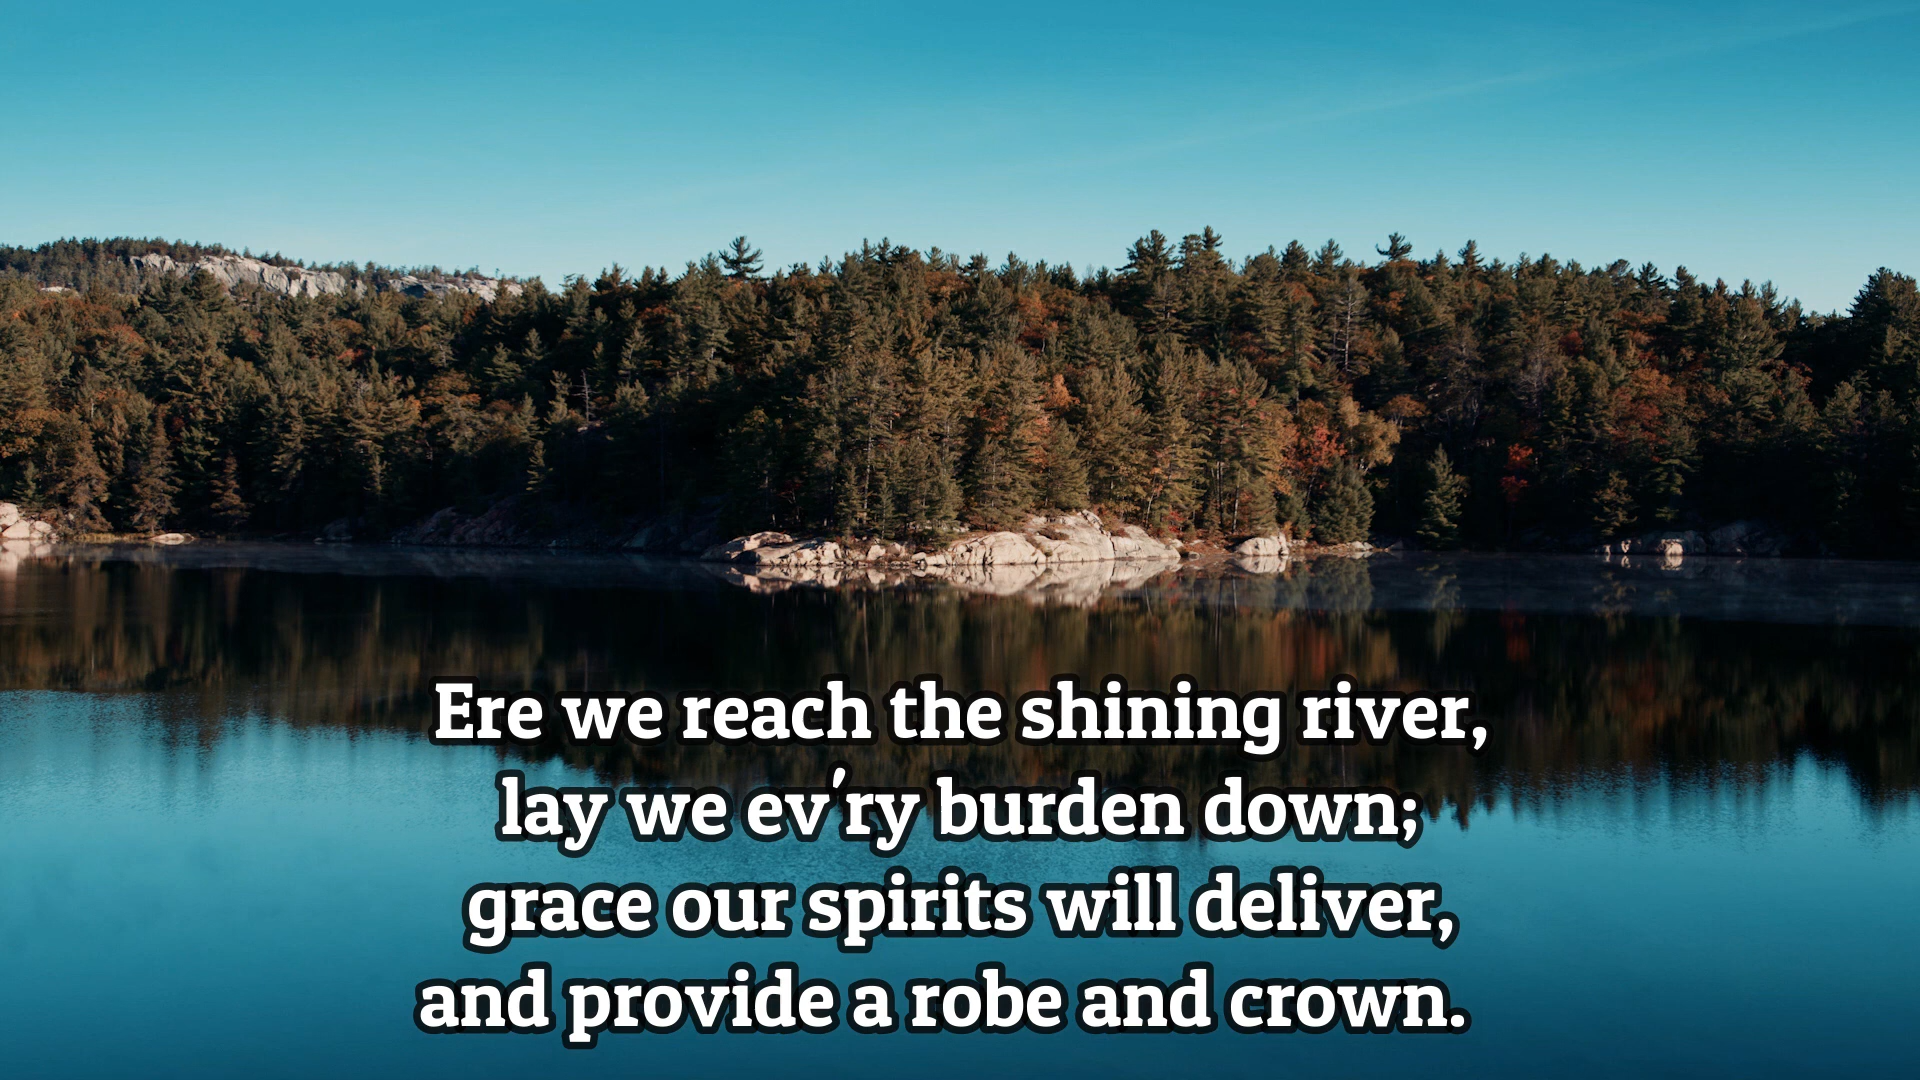 Ere we reach the shining river,
lay we ev'ry burden down;
grace our spirits will deliver,
and provide a robe and crown.